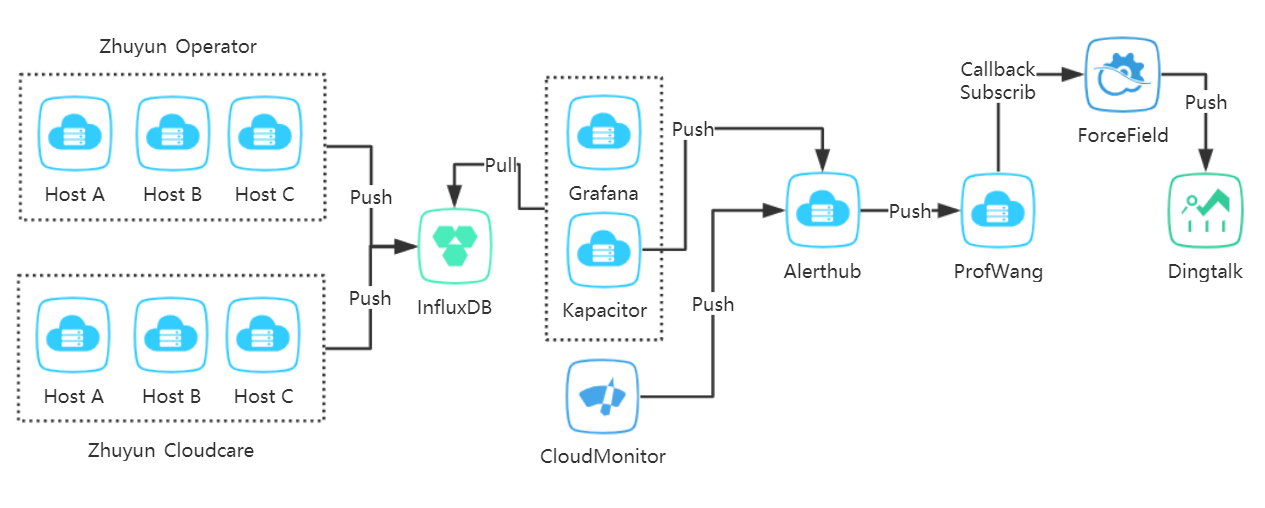 Zhuyun Operator
Host A
Host B
Host C
Push
Push
Host A
Host B
Host C
Zhuyun Cloudcare
InfluxDB
Pull
Grafana
Kapacitor
CloudMonitor
Push
Push
Alerthub
Push
ProfWang
Callback
Subscrib
ForceField
Push
Dingtalk